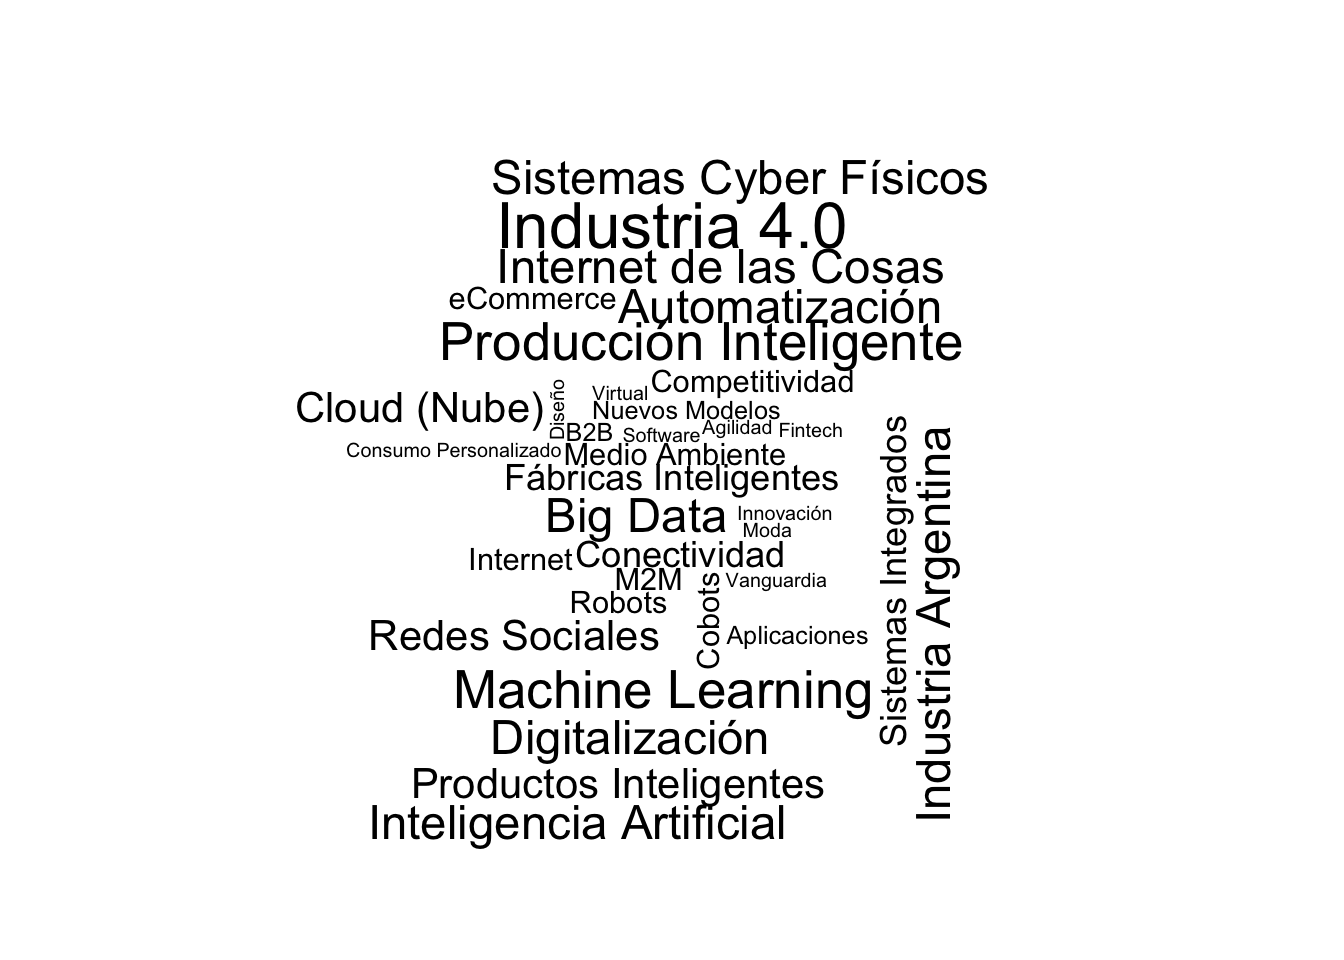 Sistemas Cyber Físicos
Industria 4.0
Internet de las Cosas
eCommerce
Automatización
Producción Inteligente
Competitividad
Virtual
Cloud (Nube)
Diseño
Nuevos Modelos
B2B
Software
Agilidad
Fintech
Consumo Personalizado
Medio Ambiente
Fábricas Inteligentes
Big Data
Innovación
Moda
Internet
Conectividad
M2M
Vanguardia
Robots
Cobots
Redes Sociales
Aplicaciones
Sistemas Integrados
Industria Argentina
Machine Learning
Digitalización
Productos Inteligentes
Inteligencia Artificial